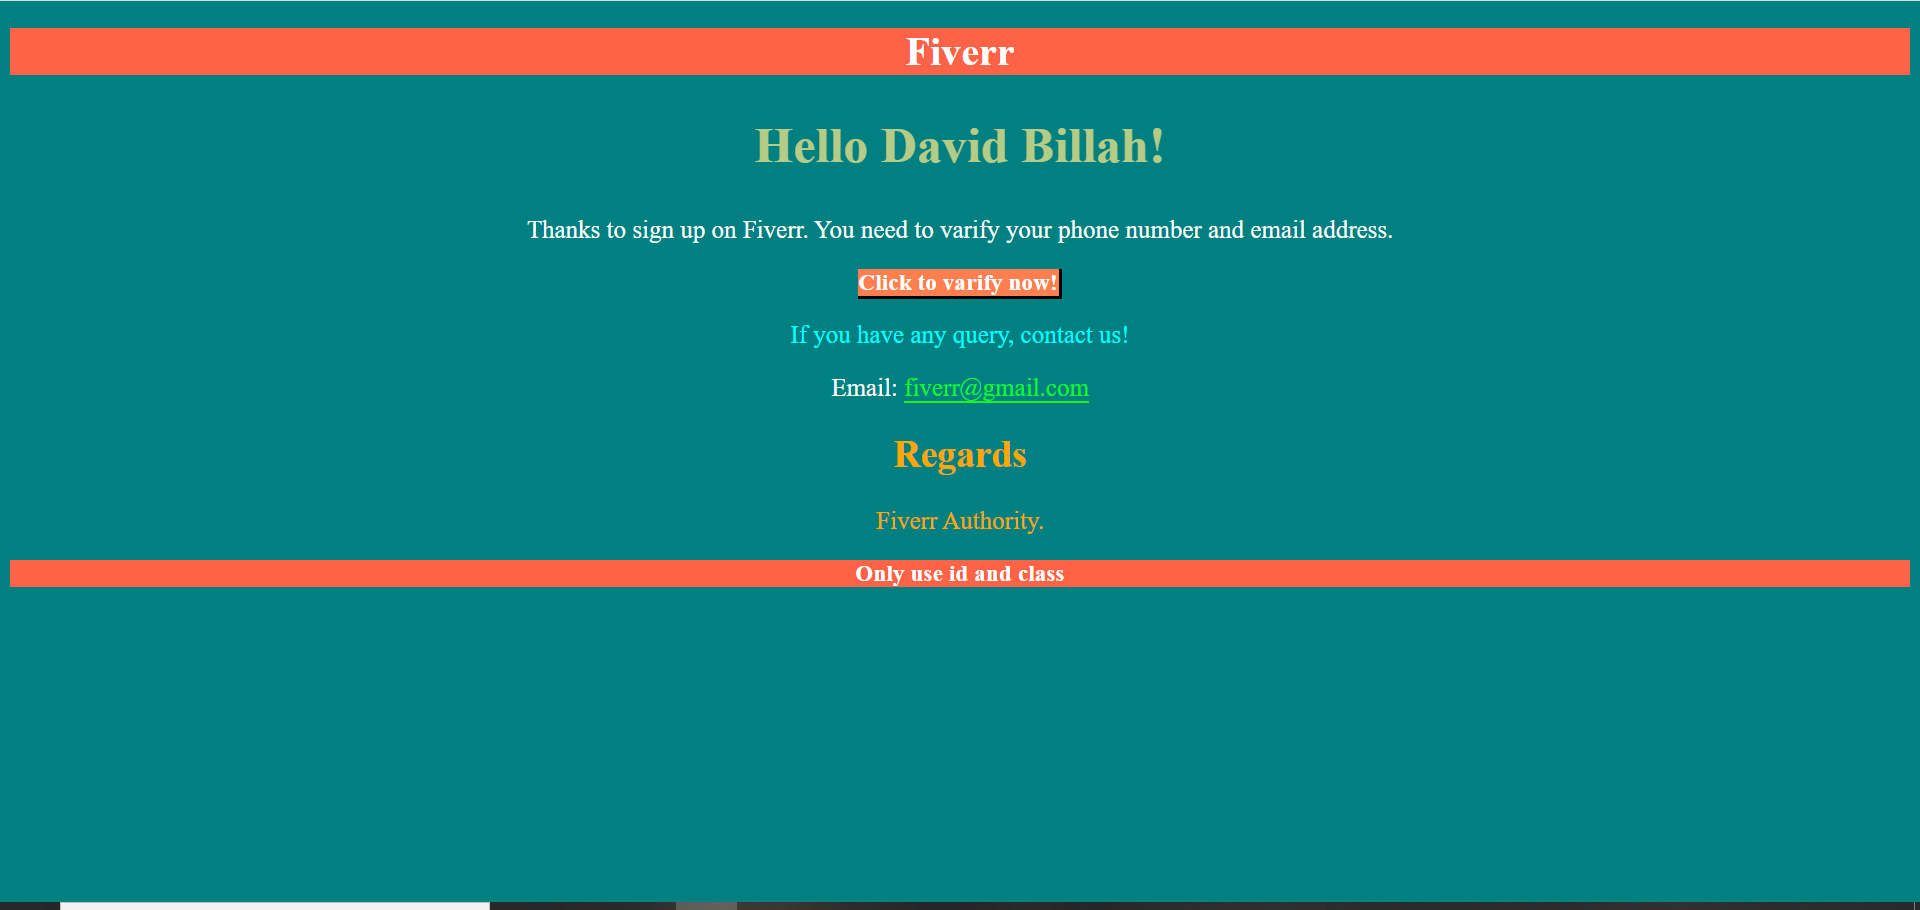 Fiverr
Hello David Billah!
Thanks to sign up on Fiverr. You need to varify your phone number and email address.
Click to varify now!
If you have any query, contact us!
Email: fiverr@gmail.com
Regards
Fiverr Authority.
Only use id and class